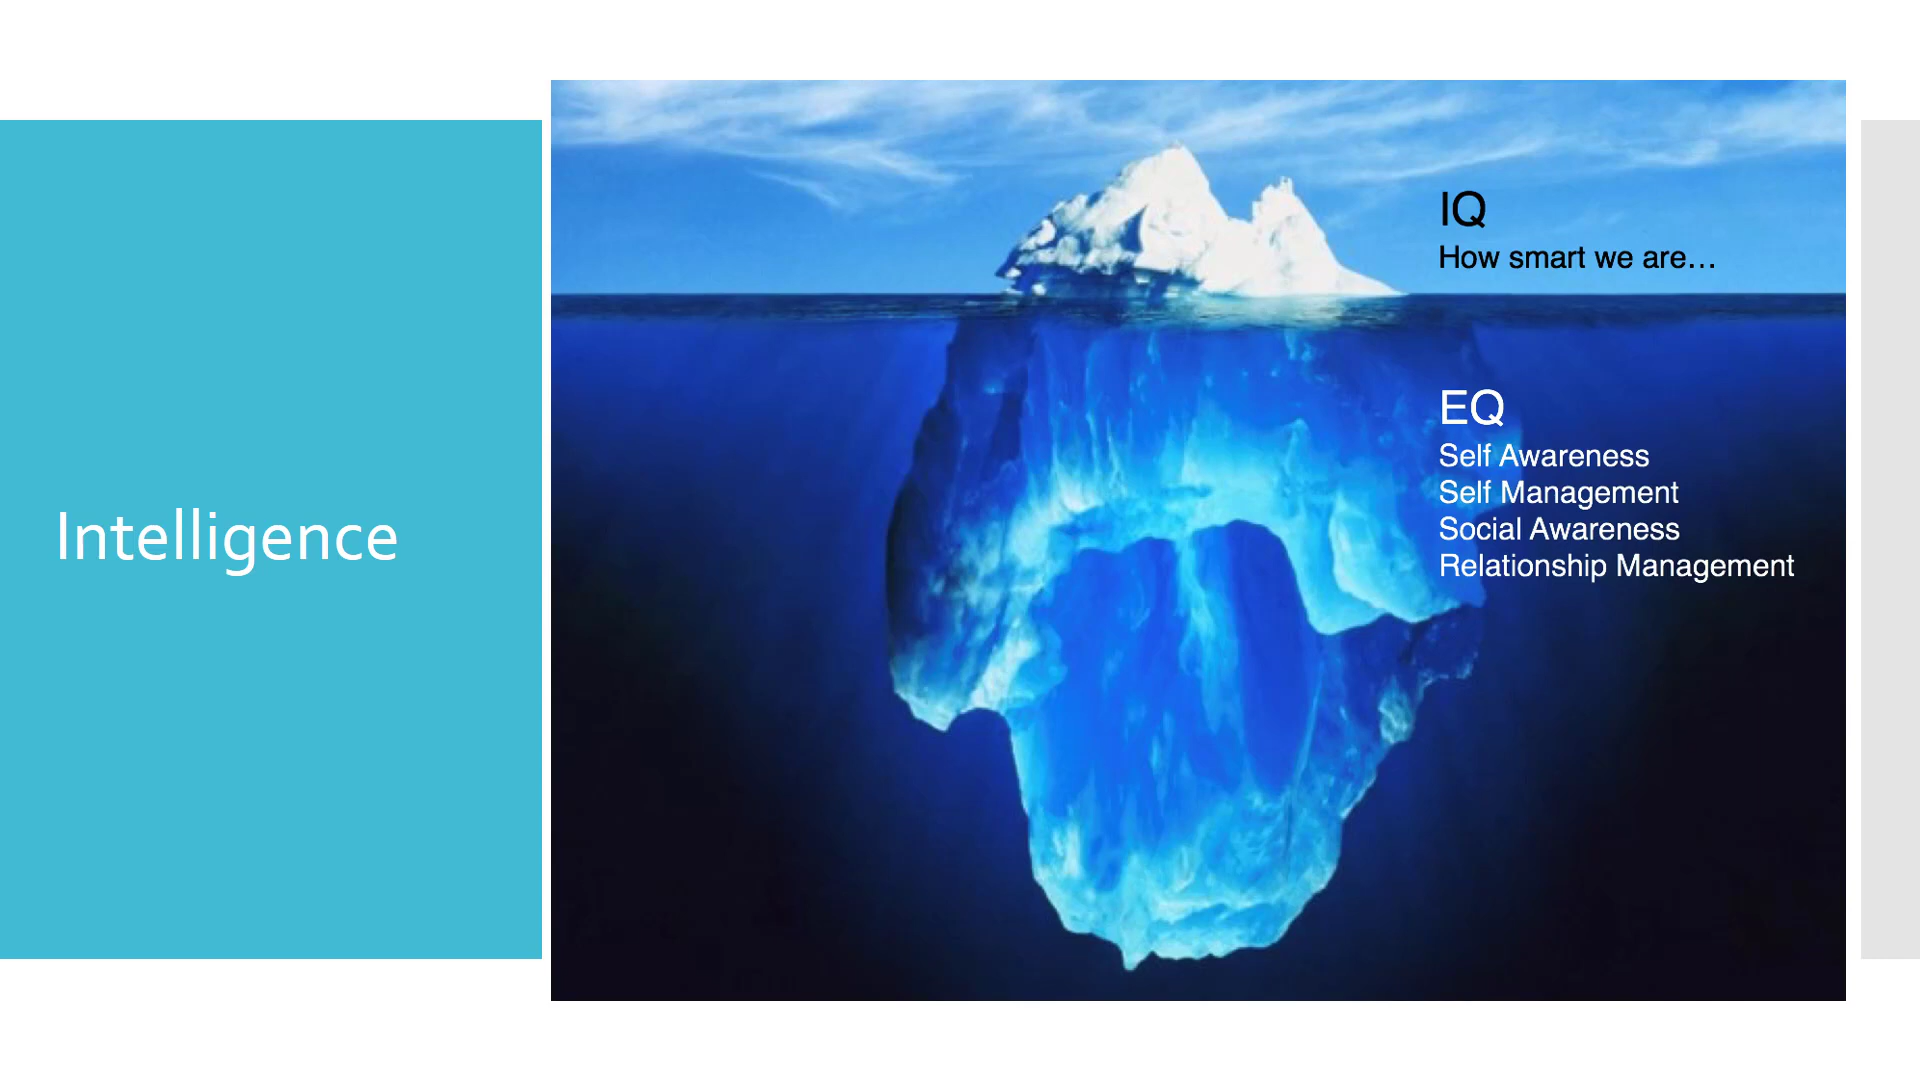 Intelligence
IQ
How smart we are…
EQ
Self Awareness
Self Management
Social Awareness
Relationship Management